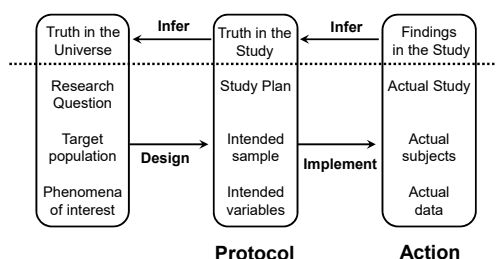 Truth in the
Universe
Infer
Truth in the
Study
Infer
Findings
in the Study
Research
Question
Study Plan
Actual Study
Target
population
Design
Intended
sample
Implement
Actual
subjects
Phenomena
of interest
Intended
variables
Actual
data
Protocol
Action